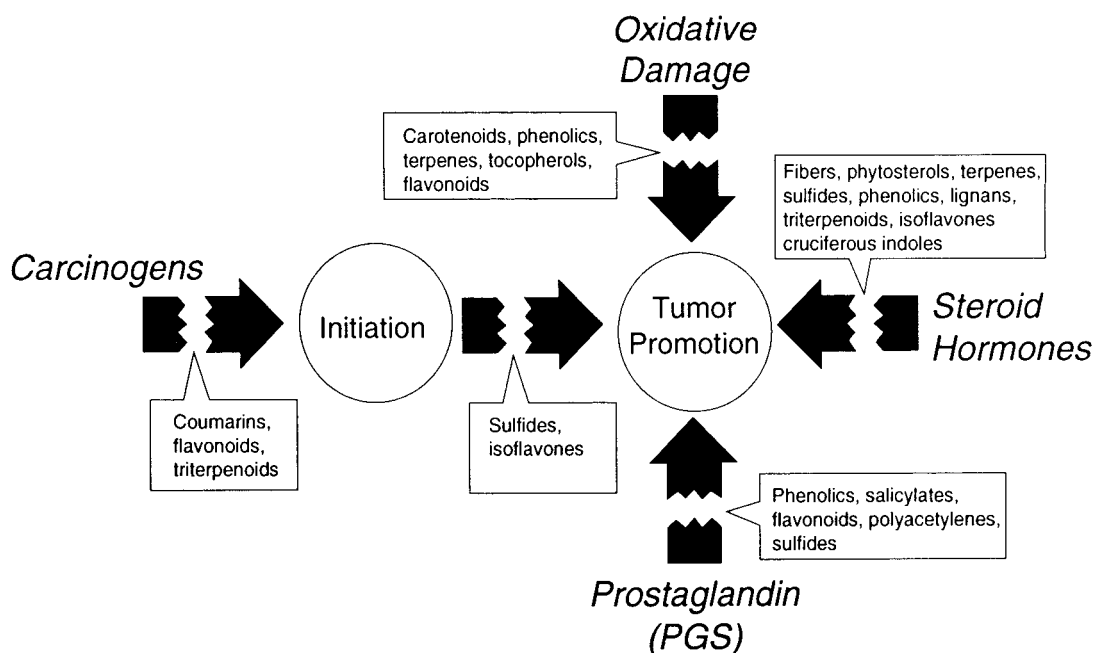 Oxidative
Damage
Carotenoids, phenolics,
terpenes, tocopherols,
flavonoids
Fibers, phytosterols, terpenes,
sulfides, phenolics, lignans,
triterpenoids, isoflavones
cruciferous indoles
Carcinogens
Initiation
Tumor
Promotion
Steroid
Hormones
Coumarins,
flavonoids,
triterpenoids
Sulfides,
isoflavones
Phenolics, salicylates,
flavonoids, polyacetylenes,
sulfides
Prostaglandin
(PGS)